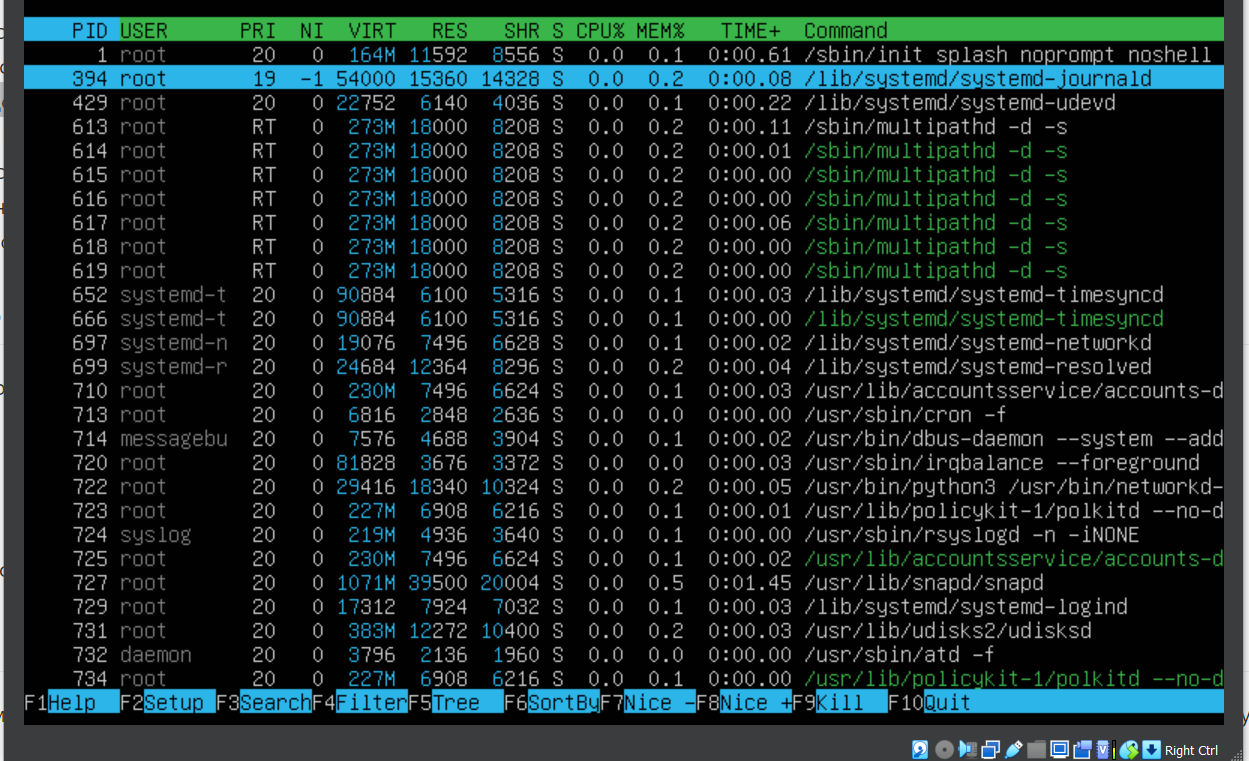 PID USER PRI NI VIRT RES SHR S CPU% MEM% TIME+ Command
1 root 20 0 164M 11592 8556 S 0.0 0.1 0:00.61 /sbin/init splash noprompt noshell
394 root 19 -1 54000 15360 14328 S 0.0 0.2 0:00.08 /lib/systemd/systemd-journald
429 root 20 0 22752 6140 4036 S 0.0 0.1 0:00.22 /lib/systemd/systemd-udevd
613 root RT 0 273M 18000 8208 S 0.0 0.2 0:00.11 /sbin/multipathd -d -s
614 root RT 0 273M 18000 8208 S 0.0 0.2 0:00.01 /sbin/multipathd -d -s
615 root RT 0 273M 18000 8208 S 0.0 0.2 0:00.00 /sbin/multipathd -d -s
616 root RT 0 273M 18000 8208 S 0.0 0.2 0:00.00 /sbin/multipathd -d -s
617 root RT 0 273M 18000 8208 S 0.0 0.2 0:00.06 /sbin/multipathd -d -s
618 root RT 0 273M 18000 8208 S 0.0 0.2 0:00.00 /sbin/multipathd -d -s
619 root RT 0 273M 18000 8208 S 0.0 0.2 0:00.00 /sbin/multipathd -d -s
652 systemd-t 20 0 90884 6100 5316 S 0.0 0.1 0:00.03 /lib/systemd/systemd-timesyncd
666 systemd-t 20 0 90884 6100 5316 S 0.0 0.1 0:00.00 /lib/systemd/systemd-timesyncd
697 systemd-n 20 0 19076 7496 6628 S 0.0 0.1 0:00.02 /lib/systemd/systemd-networkd
699 systemd-r 20 0 24684 12364 8296 S 0.0 0.2 0:00.04 /lib/systemd/systemd-resolved
710 root 20 0 230M 7496 6624 S 0.0 0.1 0:00.03 /usr/lib/accountsservice/accounts-d
713 root 20 0 6816 2848 2636 S 0.0 0.0 0:00.00 /usr/sbin/cron -f
714 messagebu 20 0 7576 4688 3904 S 0.0 0.1 0:00.02 /usr/bin/dbus-daemon --system --add
720 root 20 0 81828 3676 3372 S 0.0 0.0 0:00.03 /usr/sbin/irqbalance --foreground
722 root 20 0 29416 18340 10324 S 0.0 0.2 0:00.05 /usr/bin/python3 /usr/bin/networkd-
723 root 20 0 227M 6908 6216 S 0.0 0.1 0:00.01 /usr/lib/policykit-1/polkitd --no-d
724 syslog 20 0 219M 4936 3640 S 0.0 0.1 0:00.00 /usr/sbin/rsyslogd -n -iNONE
725 root 20 0 230M 7496 6624 S 0.0 0.1 0:00.02 /usr/lib/accountsservice/accounts-d
727 root 20 0 1071M 39500 20004 S 0.0 0.5 0:01.45 /usr/lib/snapd/snapd
729 root 20 0 17312 7924 7032 S 0.0 0.1 0:00.03 /lib/systemd/systemd-logind
731 root 20 0 383M 12272 10400 S 0.0 0.2 0:00.03 /usr/lib/udisks2/udisksd
732 daemon 20 0 3796 2136 1960 S 0.0 0.0 0:00.00 /usr/sbin/atd -f
734 root 20 0 227M 6908 6216 S 0.0 0.1 0:00.00 /usr/lib/policykit-1/polkitd --no-d
F1Help F2Setup F3SearchF4FilterF5Tree F6SortByF7Nice -F8Nice +F9Kill F10Quit
Right Ctrl